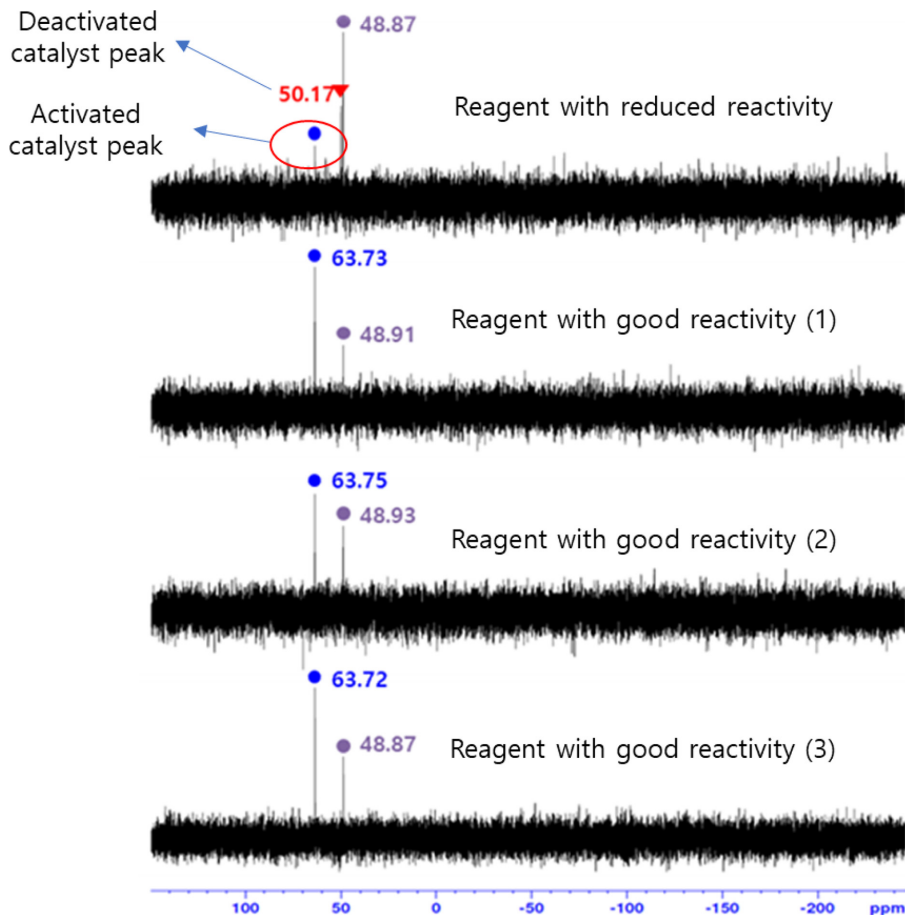 Deactivated
catalyst peak
48.87
50.17
Activated
catalyst peak
Reagent with reduced reactivity
63.73
48.91
Reagent with good reactivity (1)
63.75
48.93
Reagent with good reactivity (2)
63.72
48.87
Reagent with good reactivity (3)
100 50 0 -50 -100 -150 -200 ppm